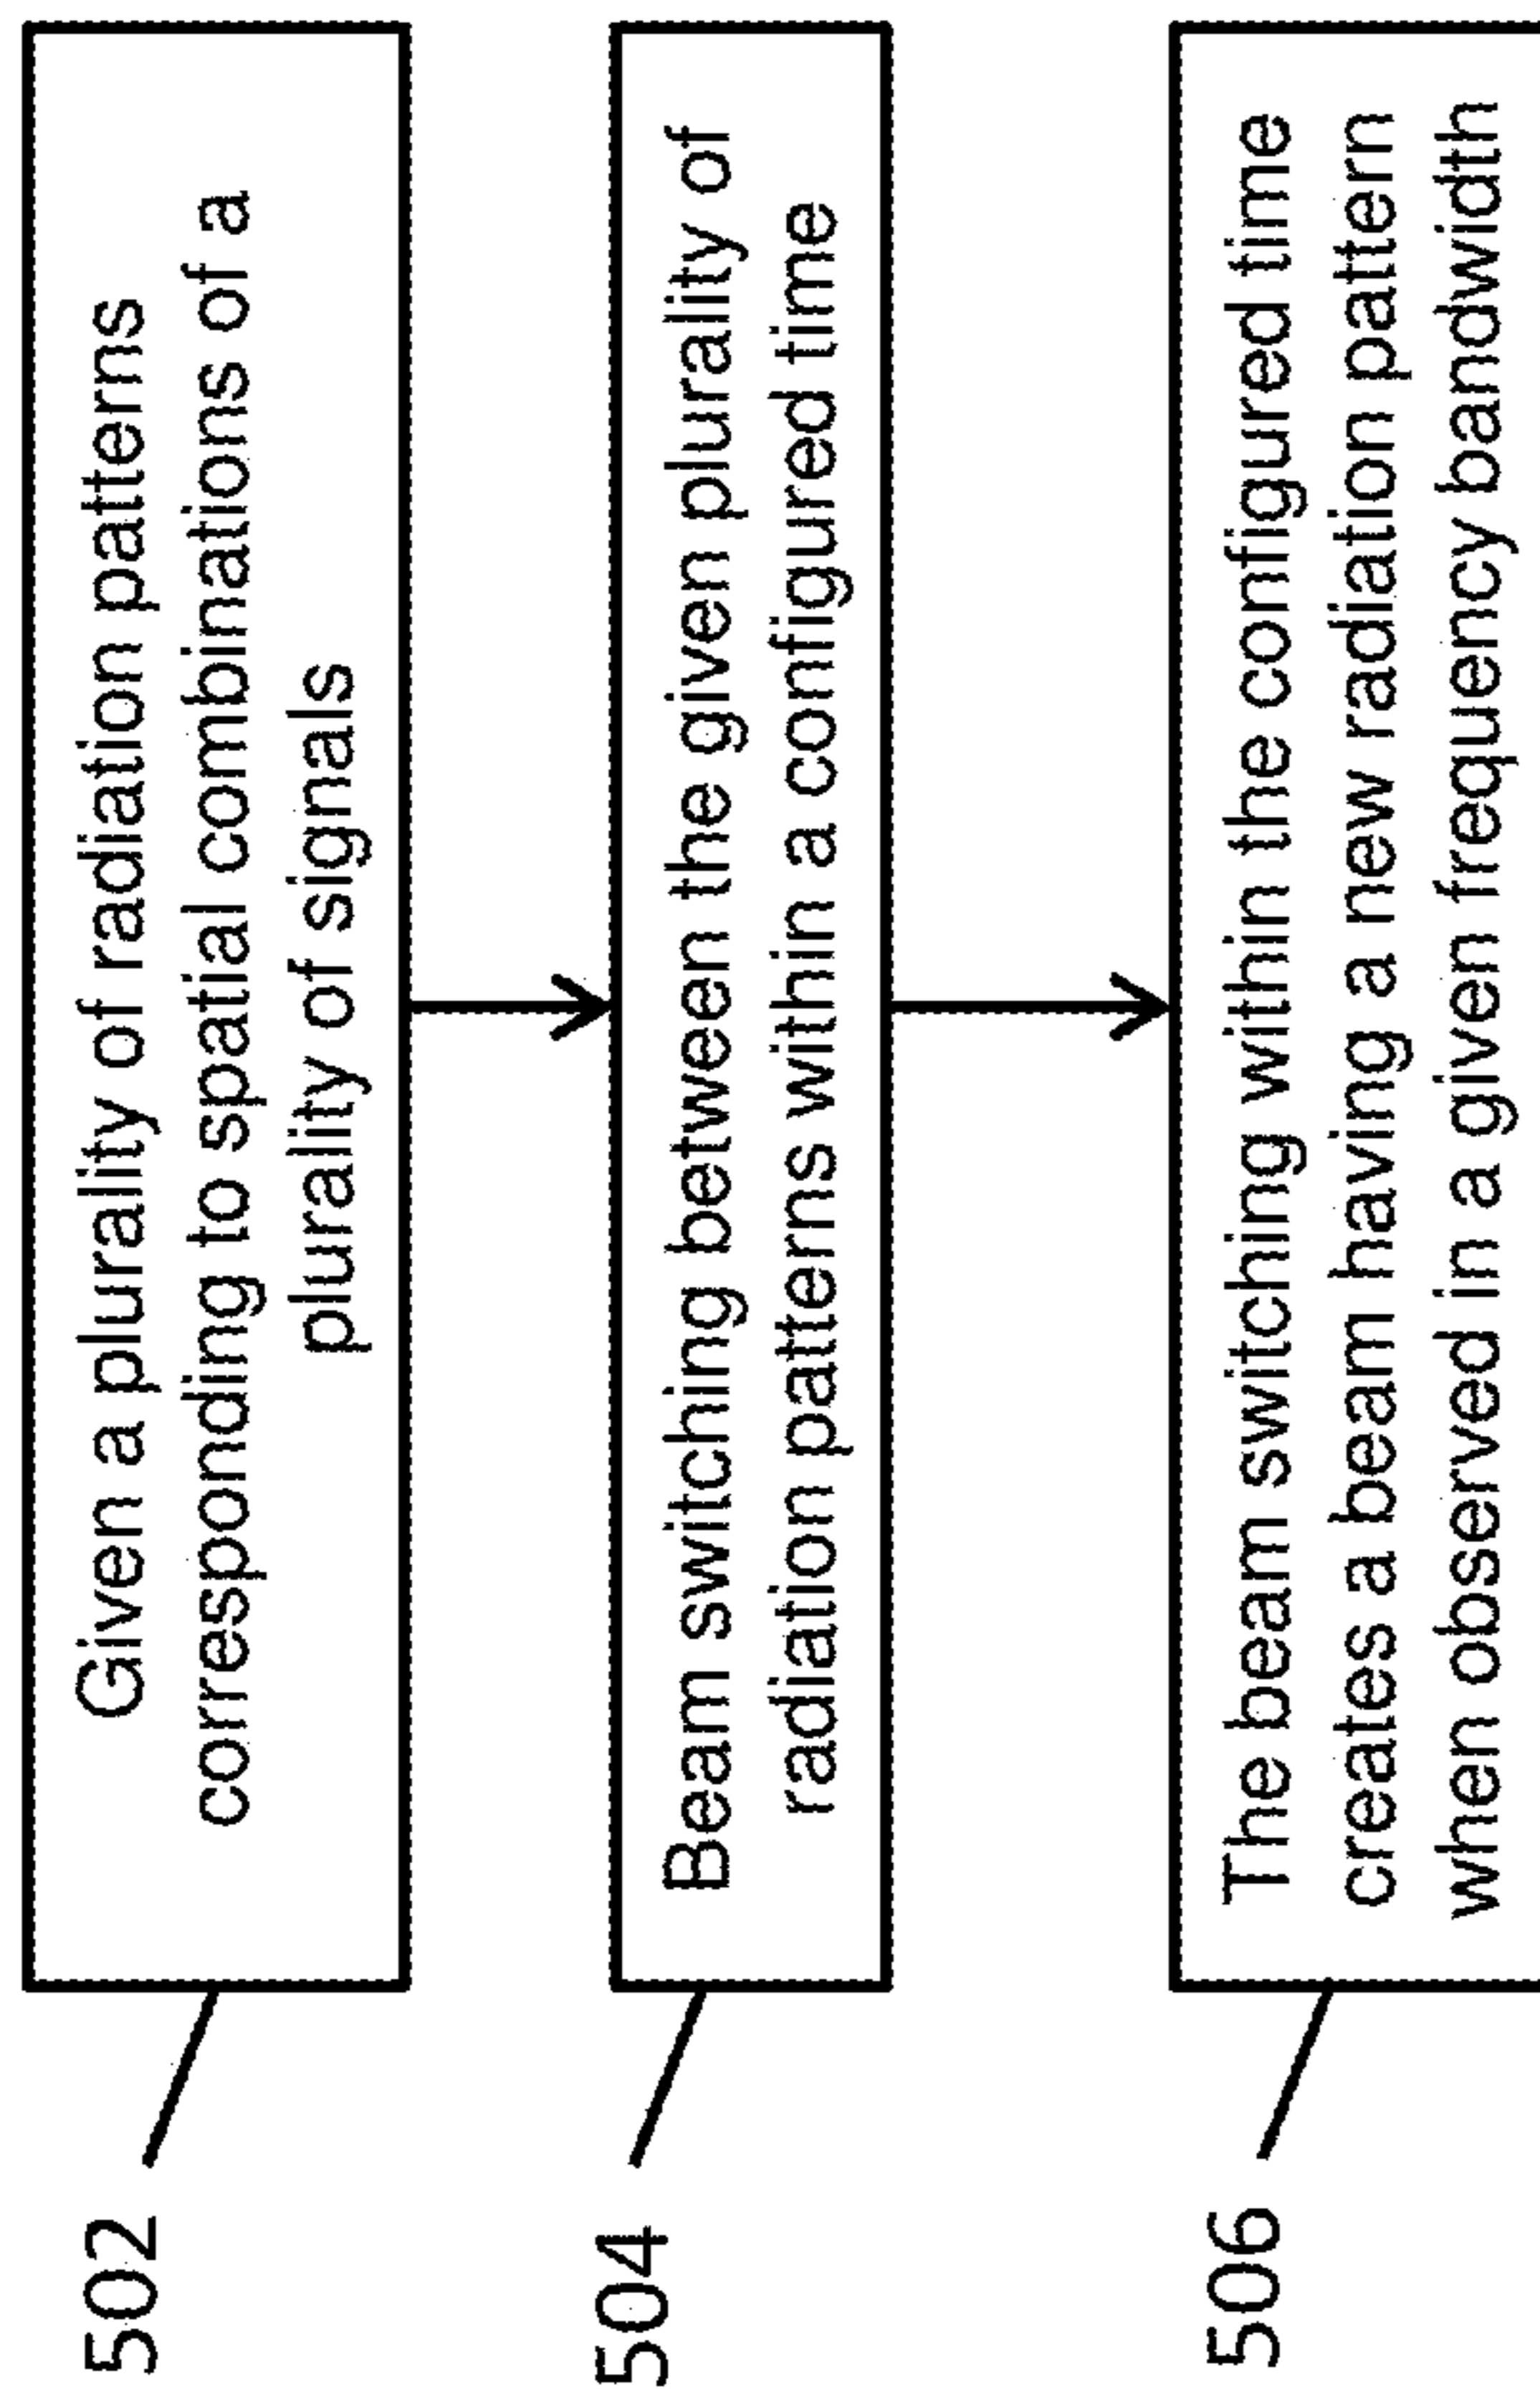 502
Given a plurality of radiation patterns
corresponding to spatial combinations of a
plurality of signals
504
Beam switching between the given plurality of
radiation patterns within a configured time
506
The beam switching within the configured time
creates a beam having a new radiation pattern
when observed in a given frequency bandwidth